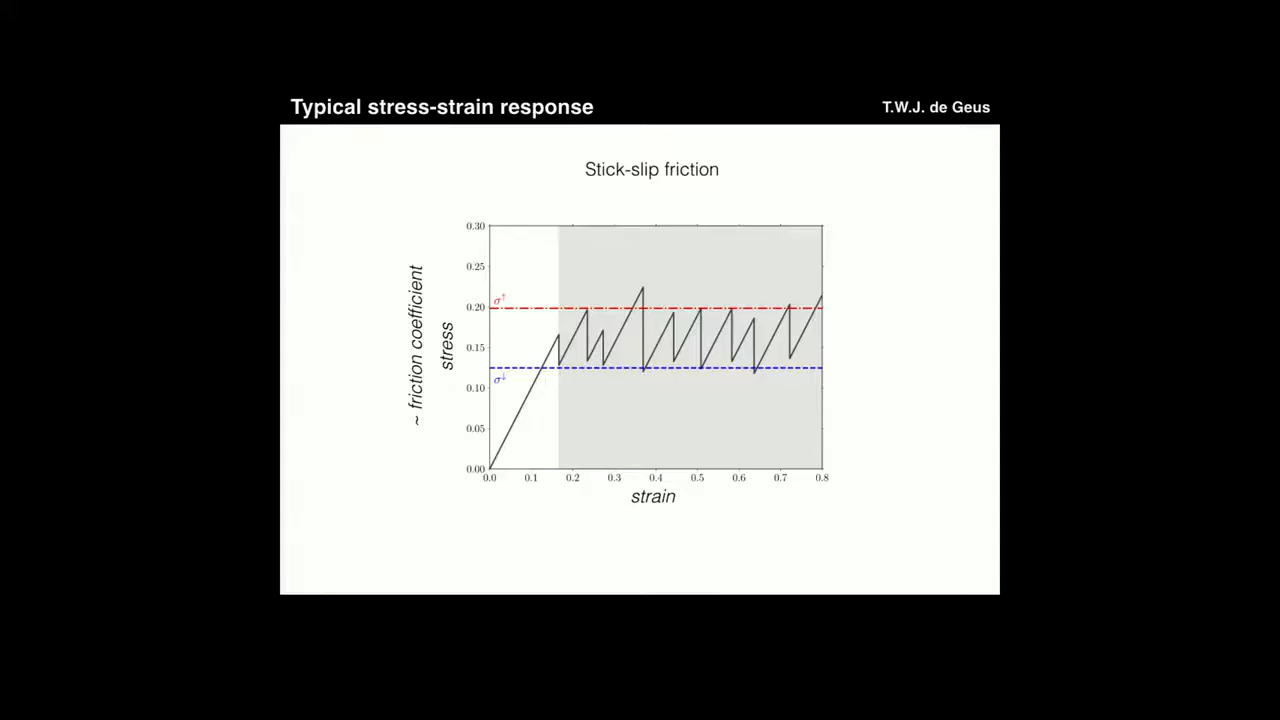 Typical stress-strain response
T.W.J. de Geus
Stick-slip friction
~ friction coefficient
stress
0.30
0.25
0.20
0.15
0.10
0.05
0.00
σ↑
σ↓
0.0 0.1 0.2 0.3 0.4 0.5 0.6 0.7 0.8
strain